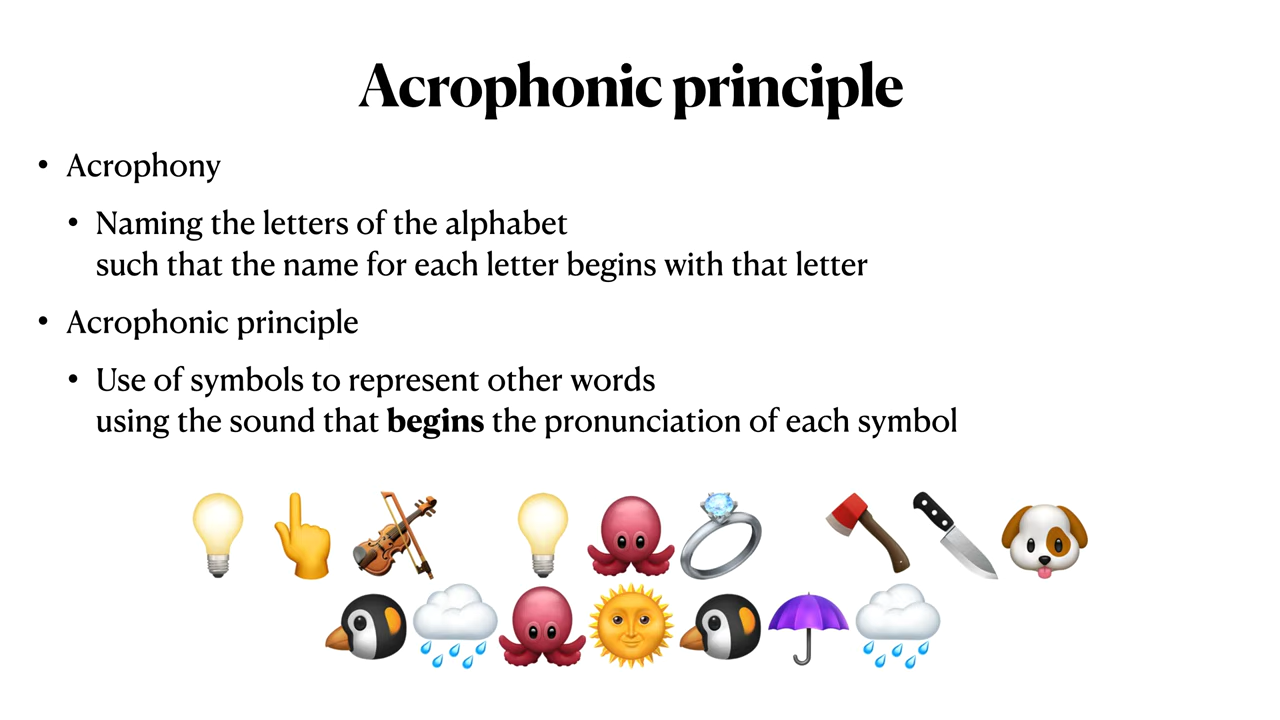 Acrophonic principle
• Acrophony
• Naming the letters of the alphabet
such that the name for each letter begins with that letter
• Acrophonic principle
• Use of symbols to represent other words
using the sound that begins the pronunciation of each symbol